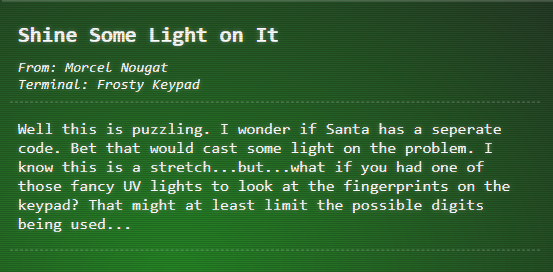 Shine Some Light on It
From: Morcel Nougat
Terminal: Frosty Keypad
Well this is puzzling. I wonder if Santa has a seperate
code. Bet that would cast some light on the problem. I
know this is a stretch...but...what if you had one of
those fancy UV lights to look at the fingerprints on the
keypad? That might at least limit the possible digits
being used...